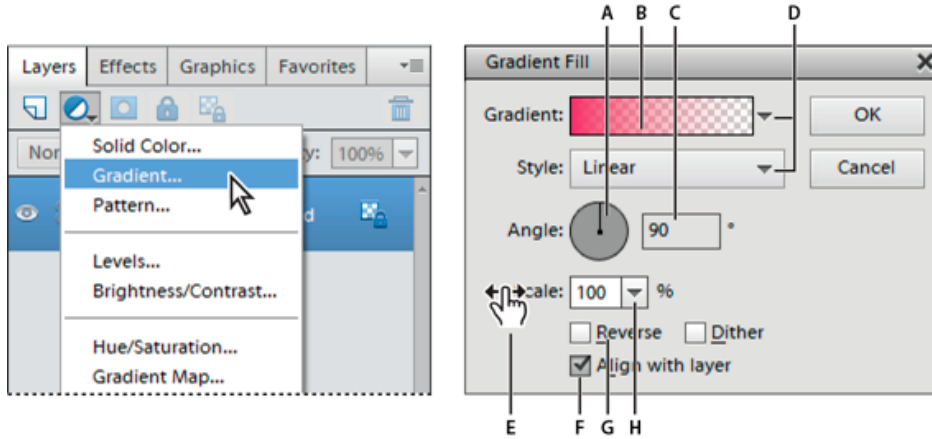 A B C D
Layers Effects Graphics Favorites
Nor y: 100%
Solid Color...
Gradient...
Pattern...
d
Levels...
Brightness/Contrast...
Hue/Saturation...
Gradient Map...
Gradient Fill
Gradient: OK
Style: Linear Cancel
Angle: 90 °
cale: 100 %
Reverse Dither
Align with layer
E F G H